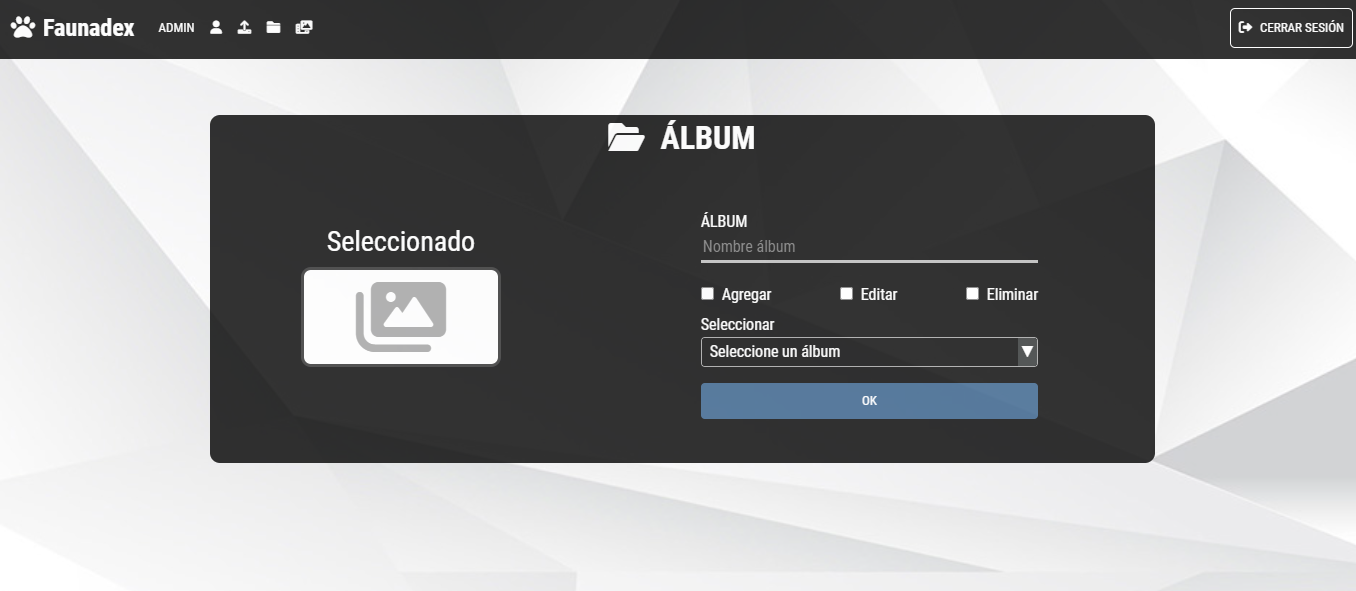 Faunadex ADMIN CERRAR SESIÓN
ÁLBUM
Seleccionado
ÁLBUM
Nombre álbum
Agregar Editar Eliminar
Seleccionar
Seleccione un álbum
OK